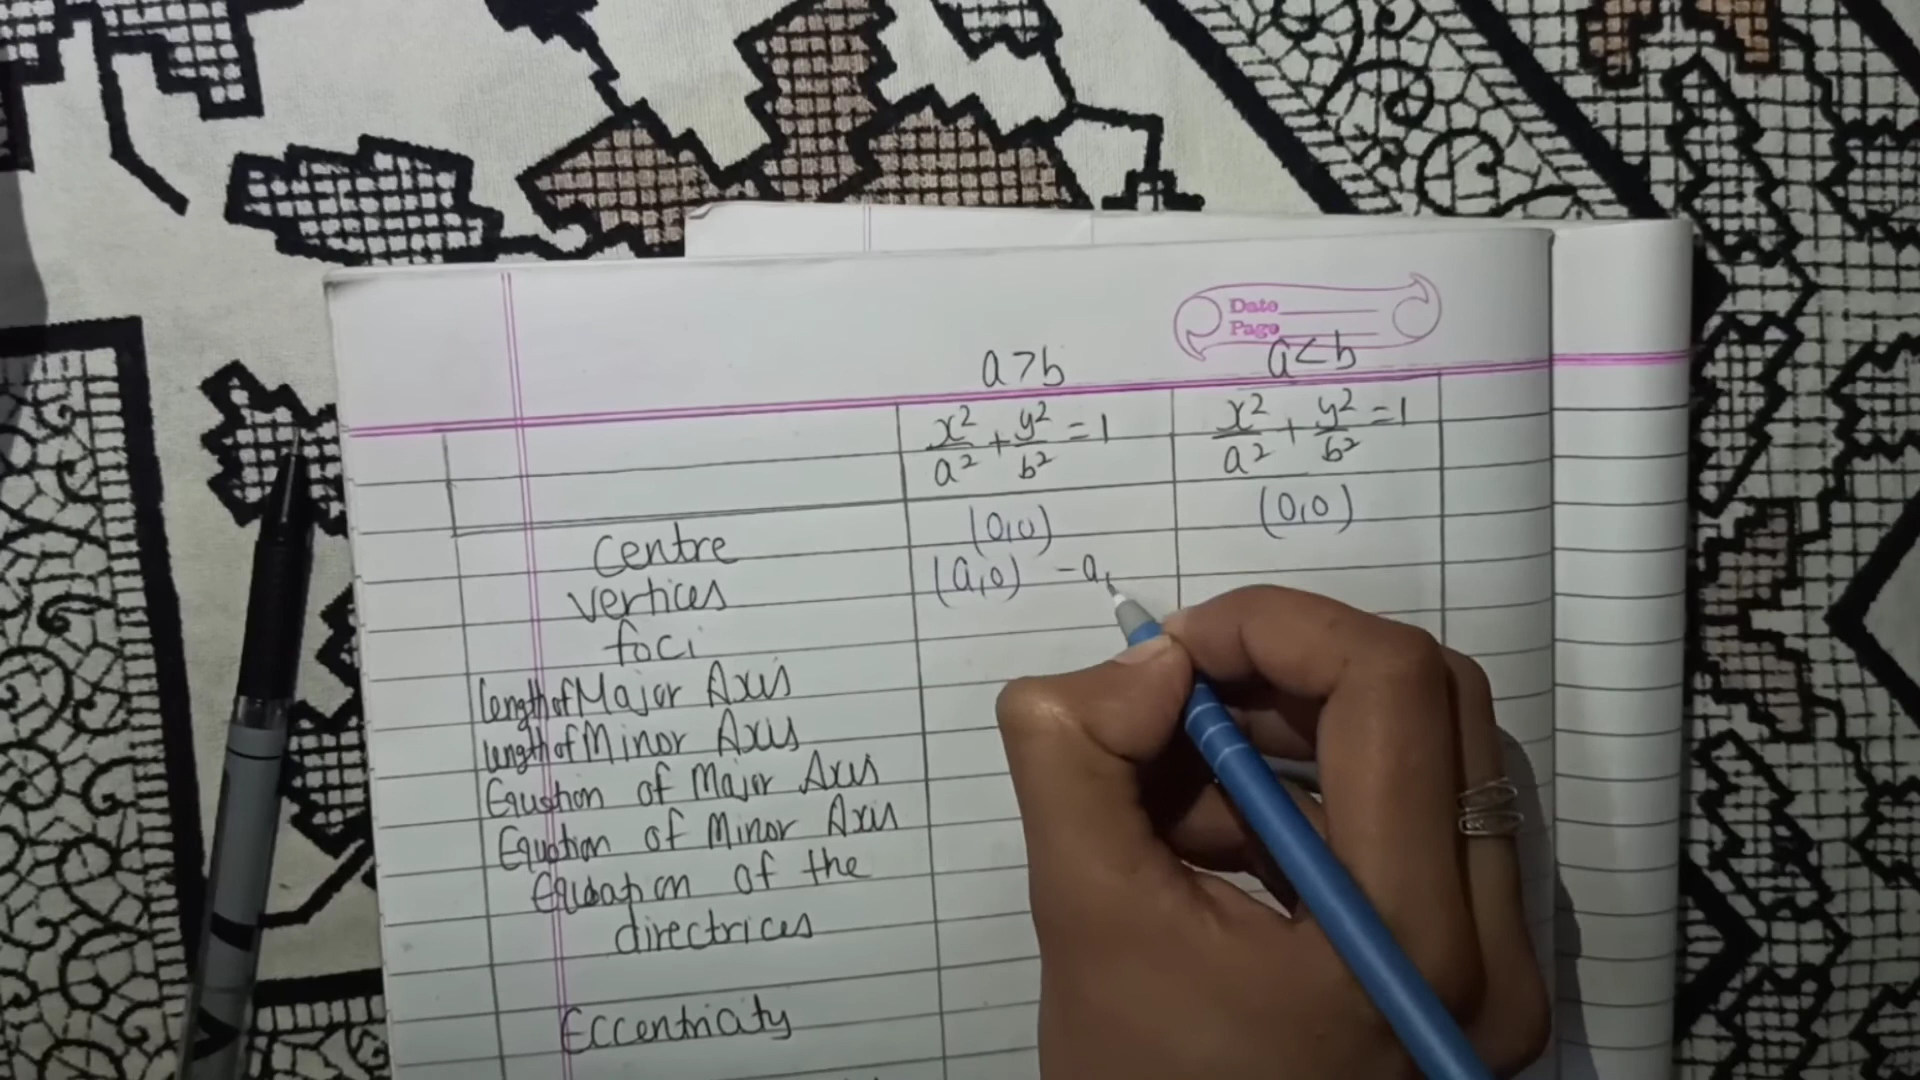 Date
Page
a>b a<b
x²/a² + y²/b² = 1 x²/a² + y²/b² = 1
Centre (0,0) (0,0)
vertices (a,0) -a,
foci
length of Major Axis
length of Minor Axis
Equation of Major Axis
Equation of Minor Axis
Equation of the
directrices
Eccentricity